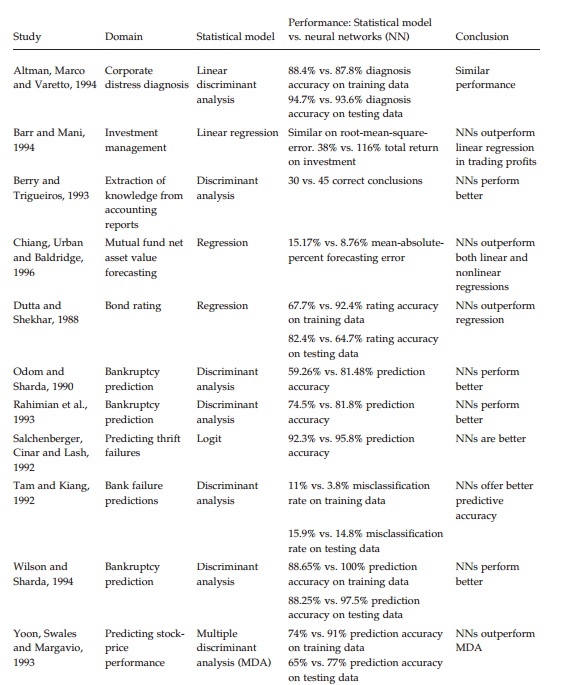 Study Domain Statistical model Performance: Statistical model vs. neural networks (NN) Conclusion
Altman, Marco Corporate Linear 88.4% vs. 87.8% diagnosis Similar
and Varetto, 1994 distress diagnosis discriminant accuracy on training data performance
analysis 94.7% vs. 93.6% diagnosis
accuracy on testing data
Barr and Mani, Investment Linear regression Similar on root-mean-square- NNs outperform
1994 management error. 38% vs. 116% total return linear regression
on investment in trading profits
Berry and Extraction of Discriminant 30 vs. 45 correct conclusions NNs perform
Trigueiros, 1993 knowledge from analysis better
accounting
reports
Chiang, Urban Mutual fund net Regression 15.17% vs. 8.76% mean-absolute- NNs outperform
and Baldridge, asset value percent forecasting error both linear and
1996 forecasting nonlinear
regressions
Dutta and Bond rating Regression 67.7% vs. 92.4% rating accuracy NNs outperform
Shekhar, 1988 on training data regression
82.4% vs. 64.7% rating accuracy
on testing data
Odom and Bankruptcy Discriminant 59.26% vs. 81.48% prediction NNs perform
Sharda, 1990 prediction analysis accuracy better
Rahimian et al., Bankruptcy Discriminant 74.5% vs. 81.8% prediction NNs perform
1993 prediction analysis accuracy better
Salchenberger, Predicting thrift Logit 92.3% vs. 95.8% prediction NNs are better
Cinar and Lash, failures accuracy
1992
Tam and Kiang, Bank failure Discriminant 11% vs. 3.8% misclassification NNs offer better
1992 predictions analysis rate on training data predictive
accuracy
15.9% vs. 14.8% misclassification
rate on testing data
Wilson and Bankruptcy Discriminant 88.65% vs. 100% prediction NNs perform
Sharda, 1994 prediction analysis accuracy on training data better
88.25% vs. 97.5% prediction
accuracy on testing data
Yoon, Swales Predicting stock- Multiple 74% vs. 91% prediction accuracy NNs outperform
and Margavio, price discriminant on training data MDA
1993 performance analysis (MDA) 65% vs. 77% prediction accuracy
on testing data